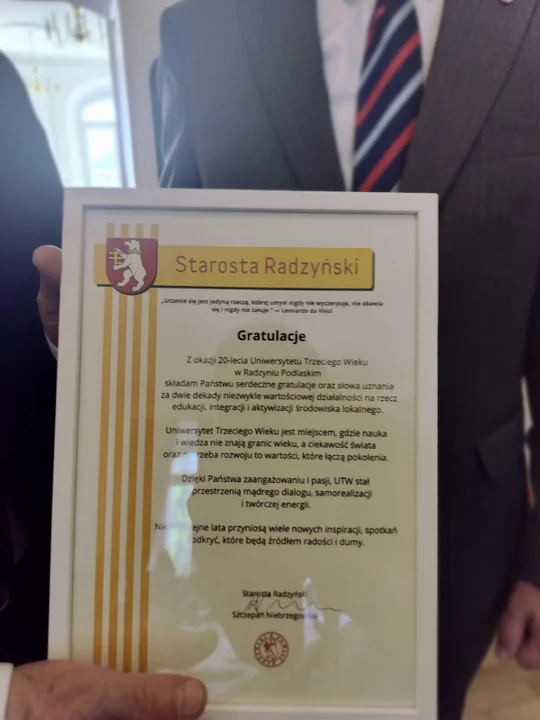 Starosta Radzyński
„Uczenie się jest jedyną rzeczą, której umysł nigdy nie wyczerpuje, nie obawia
się i nigdy nie żałuje.” — Leonardo da Vinci
Gratulacje
Z okazji 20-lecia Uniwersytetu Trzeciego Wieku
w Radzyniu Podlaskim
składam Państwu serdeczne gratulacje oraz słowa uznania
za dwie dekady niezwykle wartościowej działalności na rzecz
edukacji, integracji i aktywizacji środowiska lokalnego.
Uniwersytet Trzeciego Wieku jest miejscem, gdzie nauka
i wiedza nie znają granic wieku, a ciekawość świata
oraz potrzeba rozwoju to wartości, które łączą pokolenia.
Dzięki Państwa zaangażowaniu i pasji, UTW stał
przestrzenią mądrego dialogu, samorealizacji
i twórczej energii.
lata przyniosą wiele nowych inspiracji, spotkań
odkryć, które będą źródłem radości i dumy.
Starosta Radzyński
Szczepan Niebrzegowski